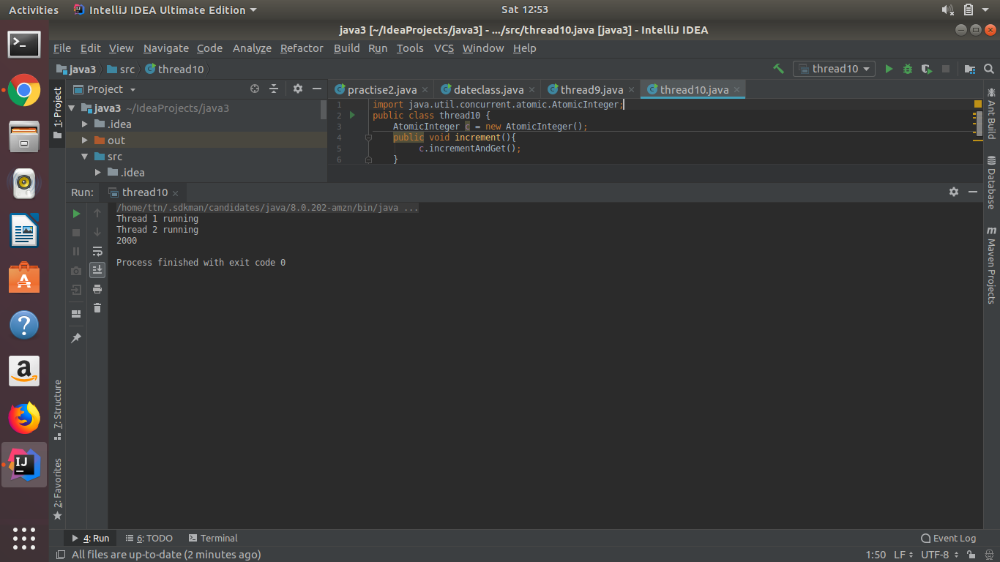 Activities IntelliJ IDEA Ultimate Edition Sat 12:53
java3 [~/IdeaProjects/java3] - .../src/thread10.java [java3] - IntelliJ IDEA
File Edit View Navigate Code Analyze Refactor Build Run Tools VCS Window Help
java3 src thread10 thread10
Project
practise2.java dateclass.java thread9.java thread10.java
java3 ~/IdeaProjects/java3
.idea
out
src
.idea
1 import java.util.concurrent.atomic.AtomicInteger;
2 public class thread10 {
3 AtomicInteger c = new AtomicInteger();
4 public void increment(){
5 c.incrementAndGet();
6 }
Run: thread10
/home/ttn/.sdkman/candidates/java/8.0.202-amzn/bin/java ...
Thread 1 running
Thread 2 running
2000
Process finished with exit code 0
1: Project
7: Structure
2: Favorites
Ant Build
Database
m Maven Projects
a
IJ
4: Run 6: TODO Terminal Event Log
All files are up-to-date (2 minutes ago) 1:50 LF UTF-8